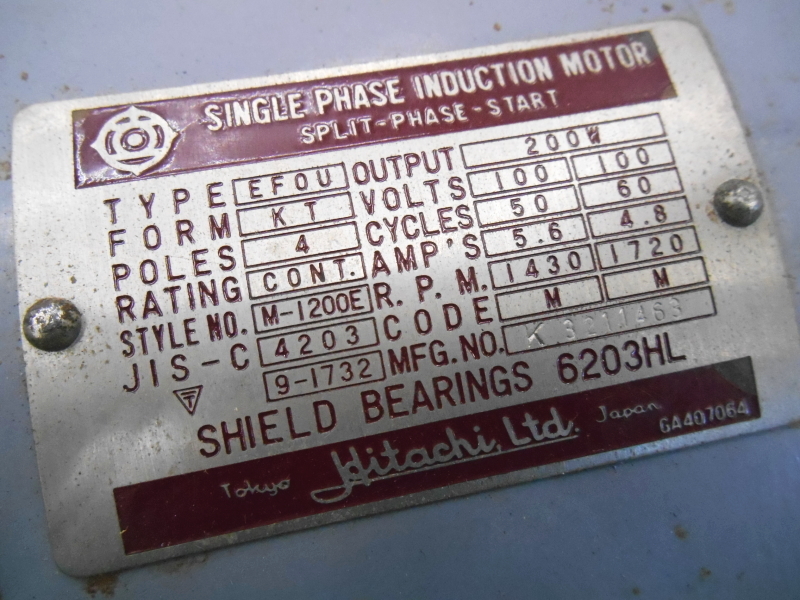 SINGLE PHASE INDUCTION MOTOR
SPLIT-PHASE-START
TYPE EFOU OUTPUT 200W
FORM KT VOLTS 100 100
POLES 4 CYCLES 50 60
RATING CONT. AMP'S 5.6 4.8
STYLE NO. M-1200E R.P.M. 1430 1720
JIS-C 4203 CODE M M
T 9-1732 MFG.NO. K 3211463
SHIELD BEARINGS 6203HL
Tokyo Hitachi, Ltd. Japan GA407064